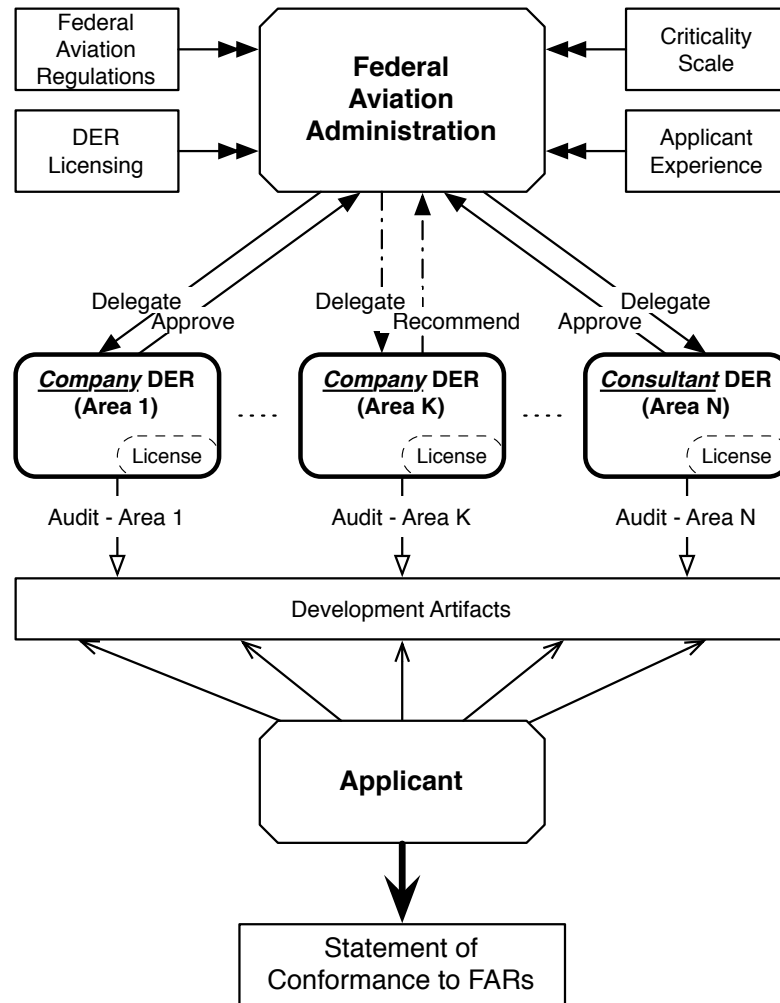 Federal
Aviation
Regulations
Federal
Aviation
Administration
Criticality
Scale
DER
Licensing
Applicant
Experience
Delegate
Approve
Delegate
Recommend
Delegate
Approve
Company DER
(Area 1)
License
.....
Company DER
(Area K)
License
.....
Consultant DER
(Area N)
License
Audit - Area 1
Audit - Area K
Audit - Area N
Development Artifacts
Applicant
Statement of
Conformance to FARs